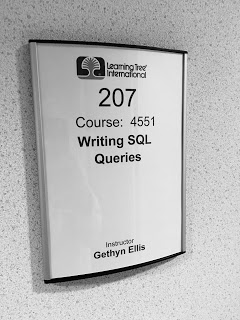 Learning Tree
International
207
Course: 4551
Writing SQL
Queries
Instructor
Gethyn Ellis